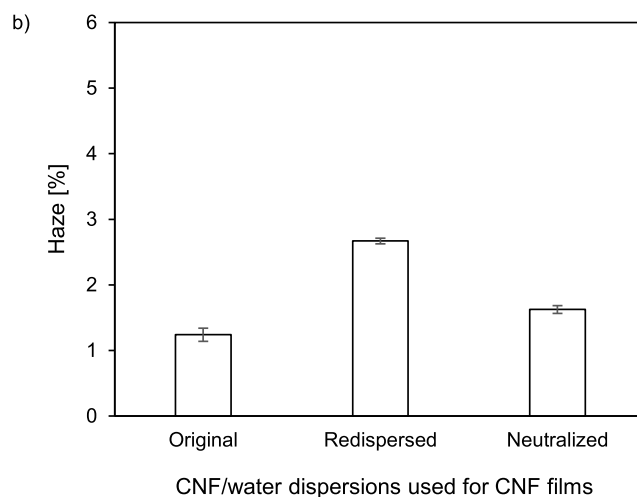 b)
6
5
4
3
2
1
0
Haze [%]
Original Redispersed Neutralized
CNF/water dispersions used for CNF films